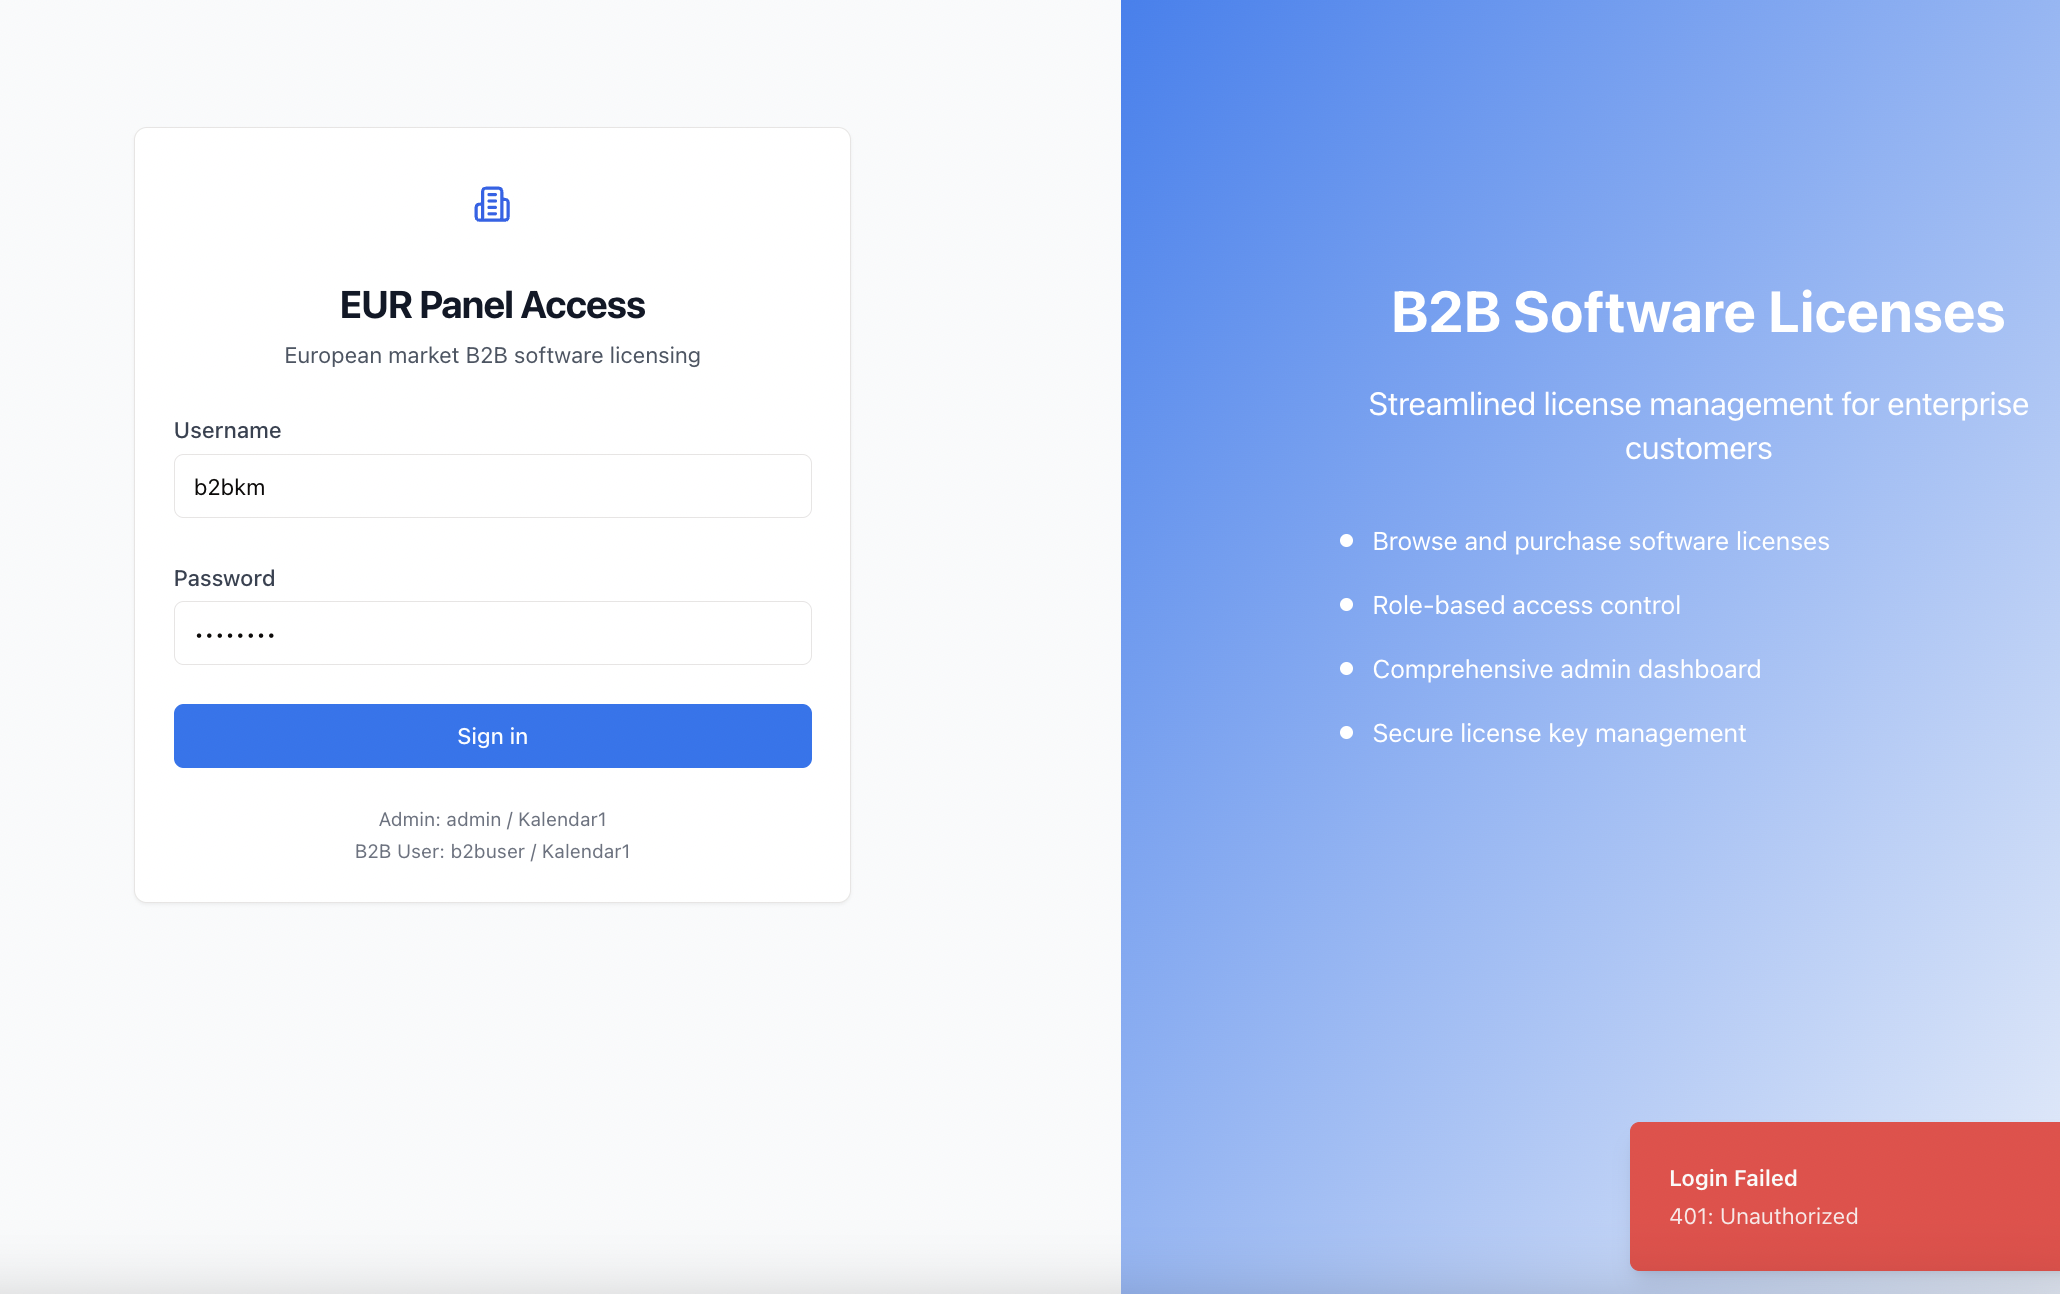 EUR Panel Access
European market B2B software licensing
Username
b2bkm
Password
••••••••
Sign in
Admin: admin / Kalendar1
B2B User: b2buser / Kalendar1
B2B Software Licenses
Streamlined license management for enterprise
customers
Browse and purchase software licenses
Role-based access control
Comprehensive admin dashboard
Secure license key management
Login Failed
401: Unauthorized